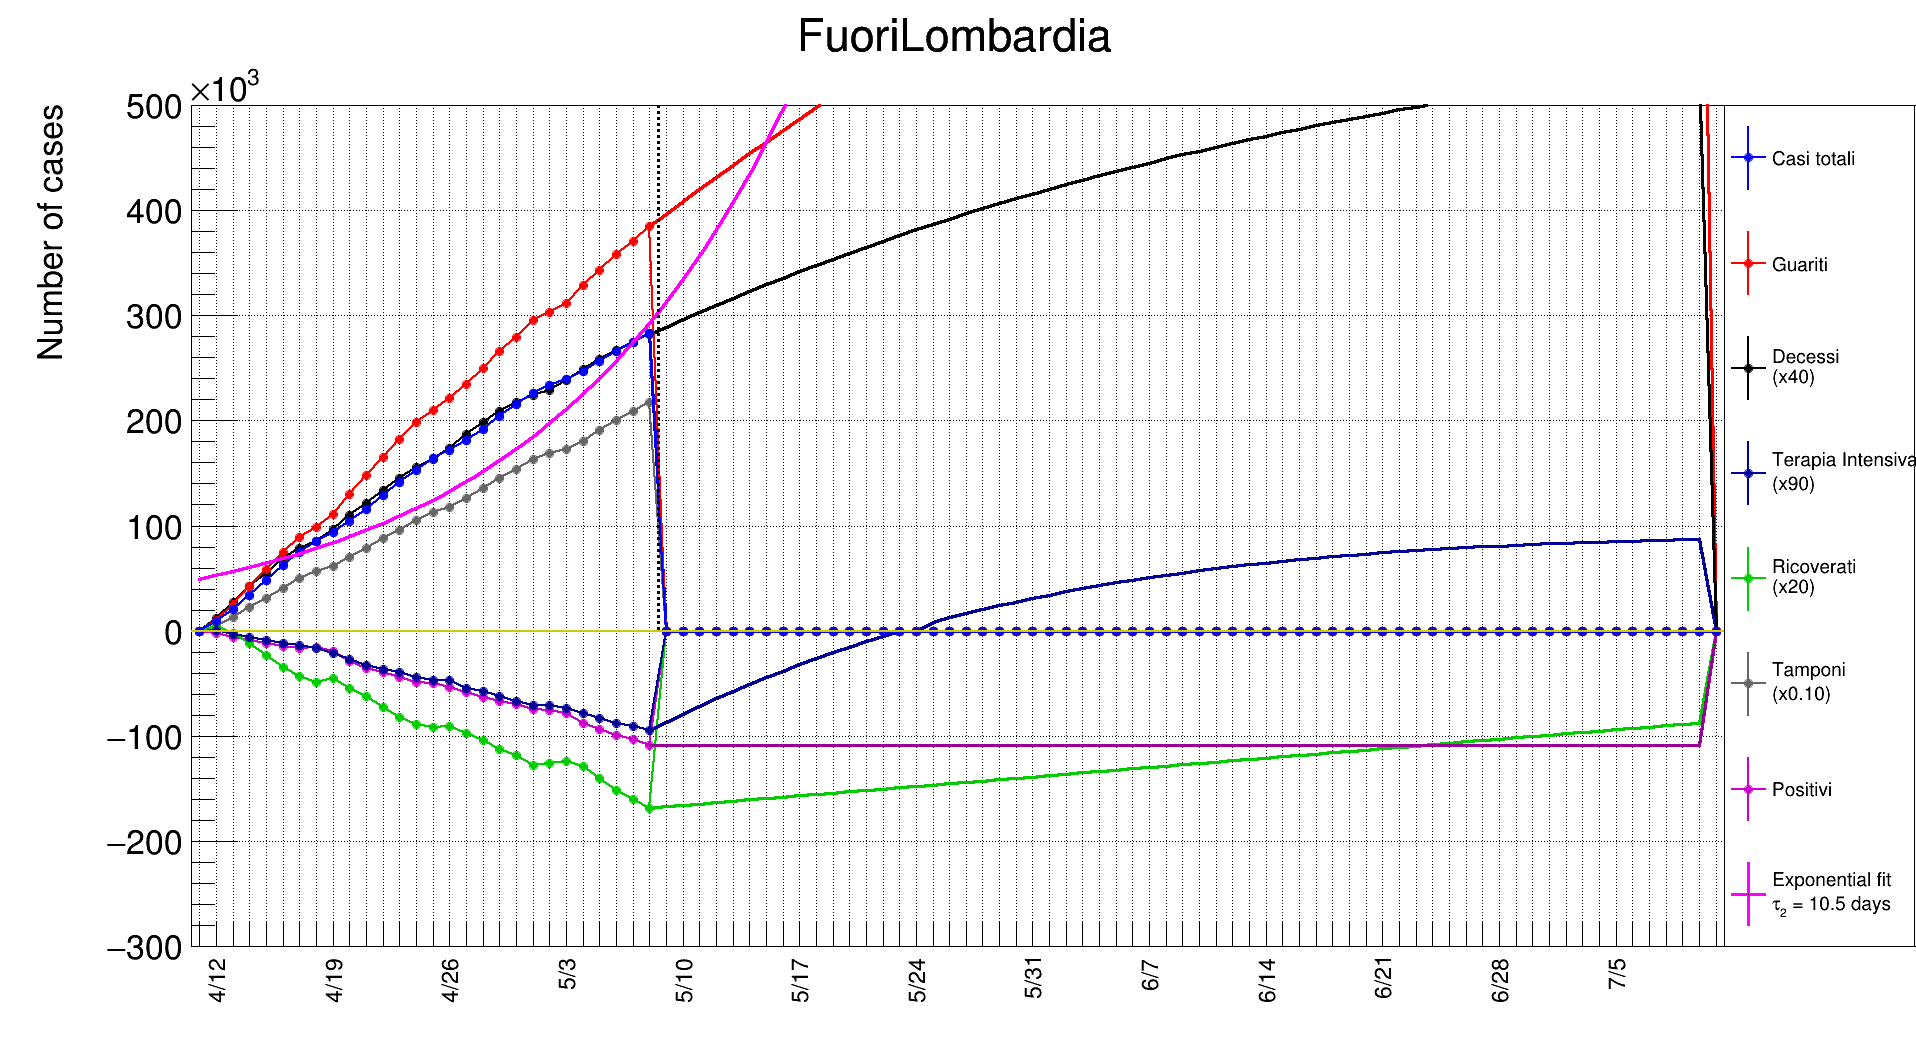 FuoriLombardia
×10³
Number of cases
500
400
300
200
100
0
−100
−200
−300
4/12
4/19
4/26
5/3
5/10
5/17
5/24
5/31
6/7
6/14
6/21
6/28
7/5
Casi totali
Guariti
Decessi
(x40)
Terapia Intensiva
(x90)
Ricoverati
(x20)
Tamponi
(x0.10)
Positivi
Exponential fit
τ₂ = 10.5 days